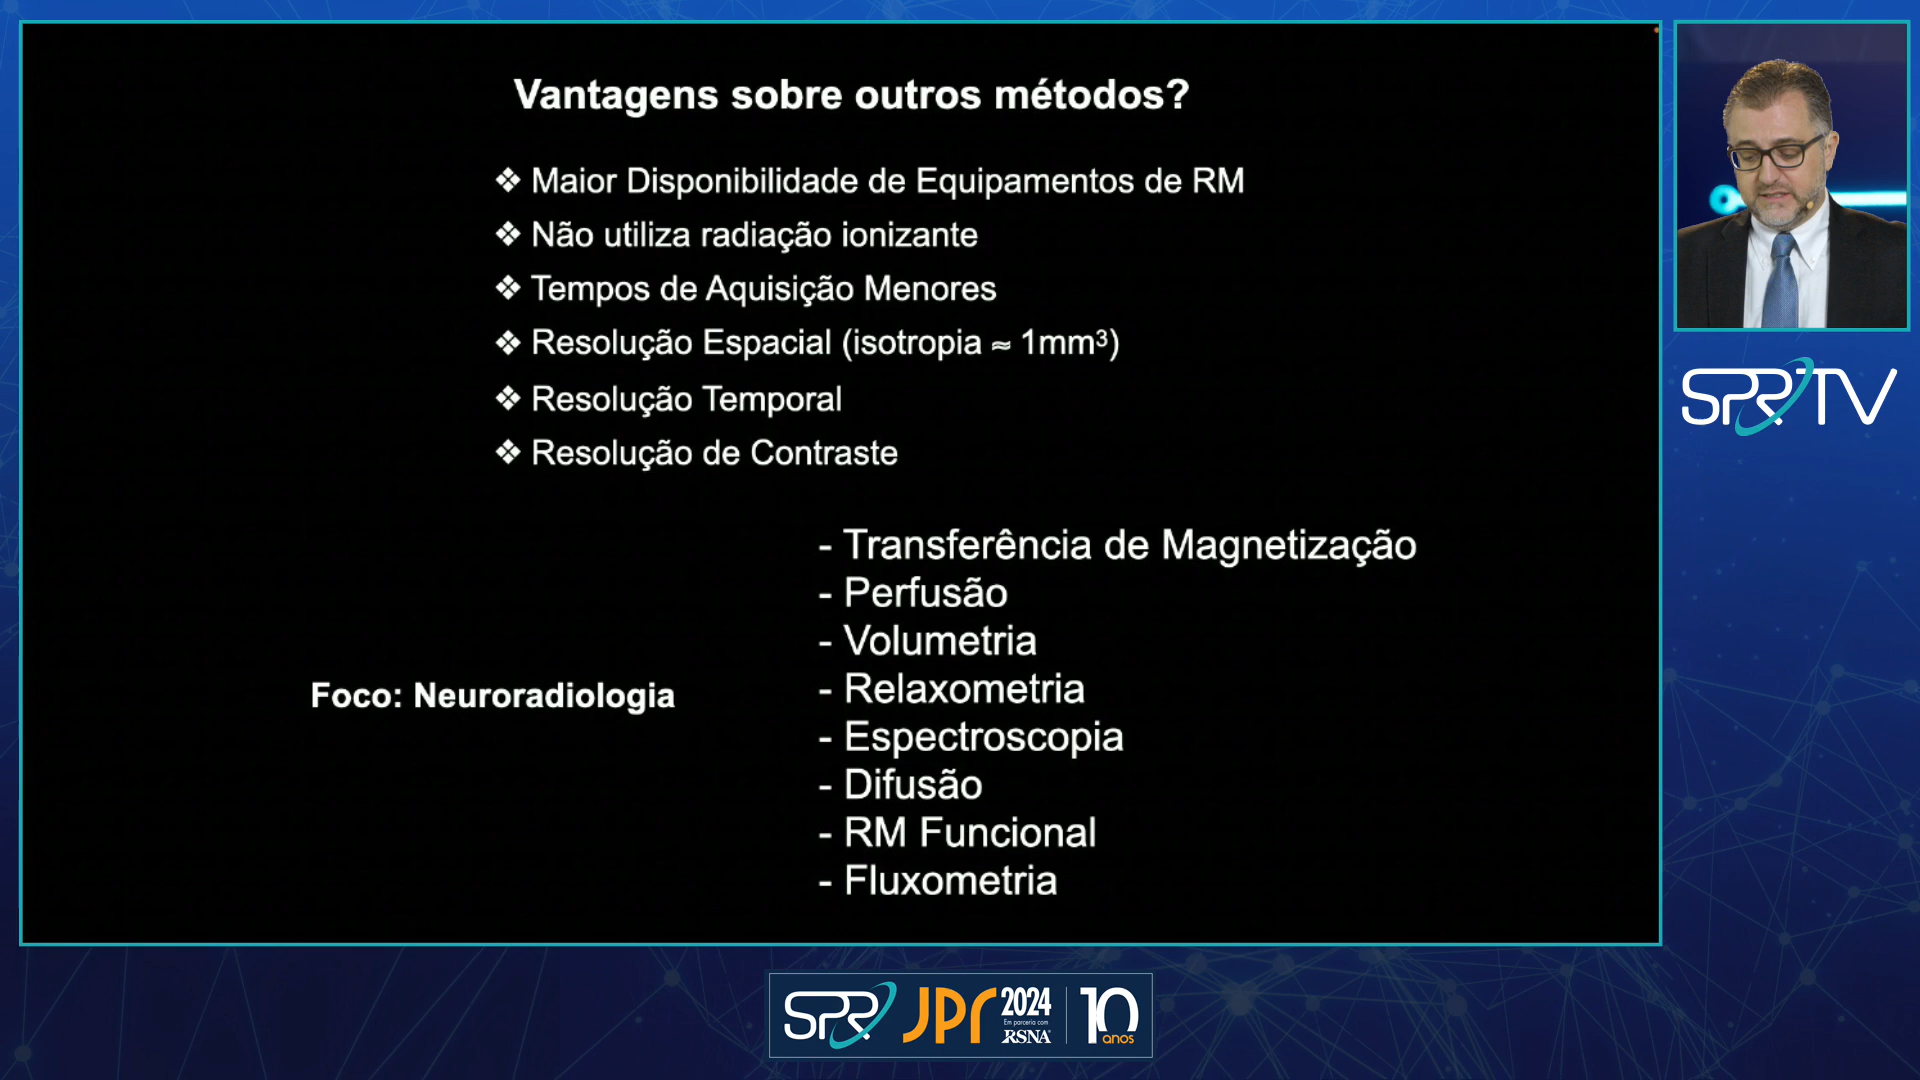 Vantagens sobre outros métodos?
❖ Maior Disponibilidade de Equipamentos de RM
❖ Não utiliza radiação ionizante
❖ Tempos de Aquisição Menores
❖ Resolução Espacial (isotropia ≈ 1mm³)
❖ Resolução Temporal
❖ Resolução de Contraste
- Transferência de Magnetização
- Perfusão
- Volumetria
- Relaxometria
- Espectroscopia
- Difusão
- RM Funcional
- Fluxometria
Foco: Neuroradiologia
SPR TV
SPR JPR 2024
Em parceria com
RSNA
10
anos